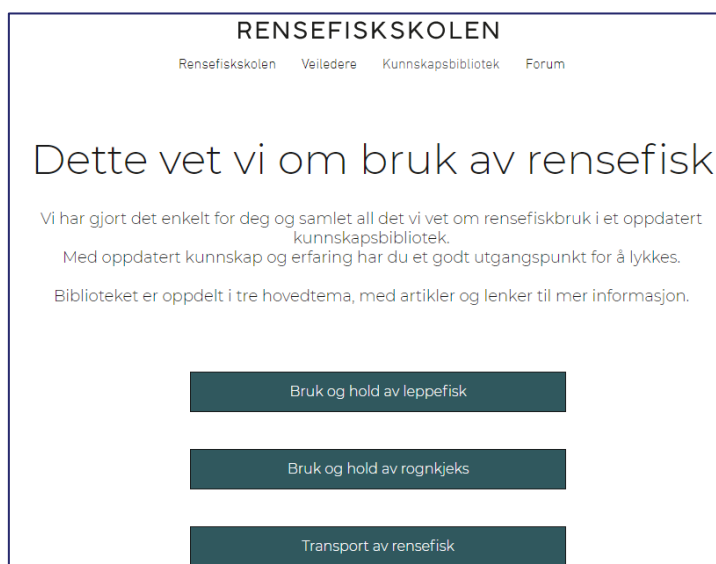 RENSEFISKSKOLEN
Rensefiskskolen Veiledere Kunnskapsbibliotek Forum
Dette vet vi om bruk av rensefisk
Vi har gjort det enkelt for deg og samlet all det vi vet om rensefiskbruk i et oppdatert
kunnskapsbibliotek.
Med oppdatert kunnskap og erfaring har du et godt utgangspunkt for å lykkes.
Biblioteket er oppdelt i tre hovedtema, med artikler og lenker til mer informasjon.
Bruk og hold av leppefisk
Bruk og hold av rognkjeks
Transport av rensefisk